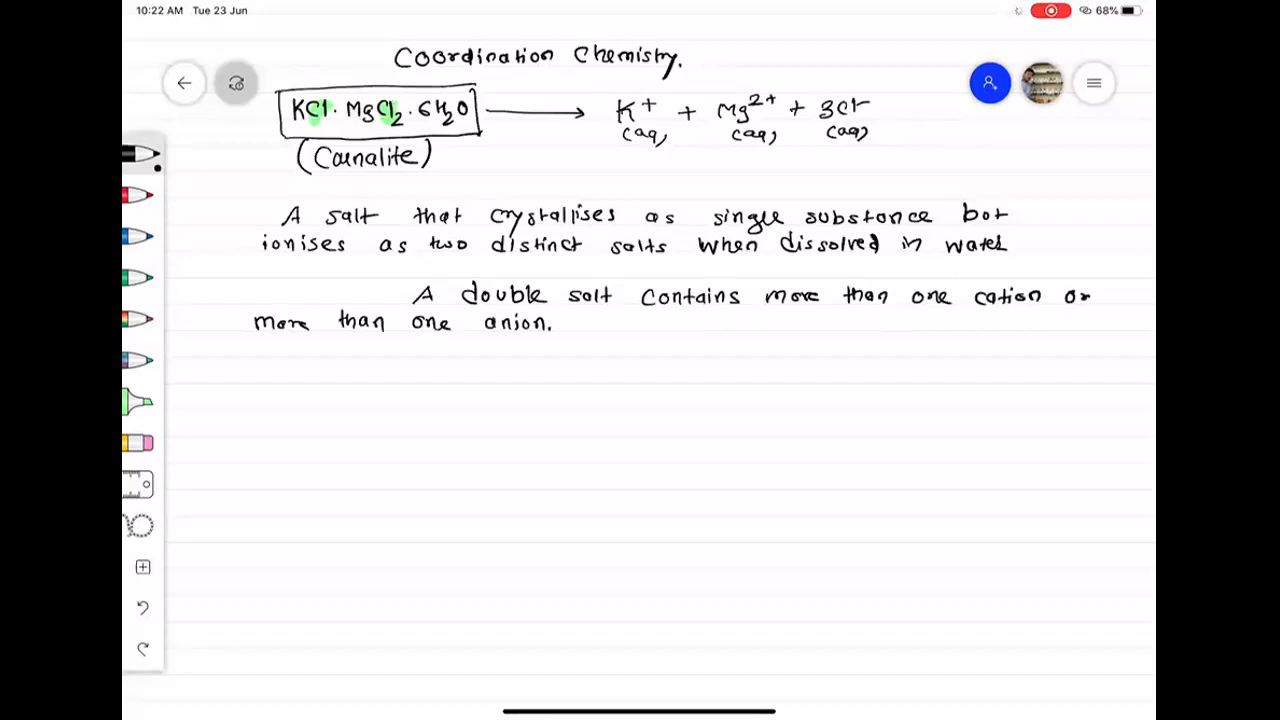 10:22 AM Tue 23 Jun
68%
Coordination Chemistry.
KCl. MgCl2 . 6H2O → K+ + Mg2+ + 3Cl-
(aq) (aq) (aq)
(Carnalite)
A salt that crystallises as single substance but
ionises as two distinct salts when dissolved in water
A double salt contains more than one cation or
more than one anion.